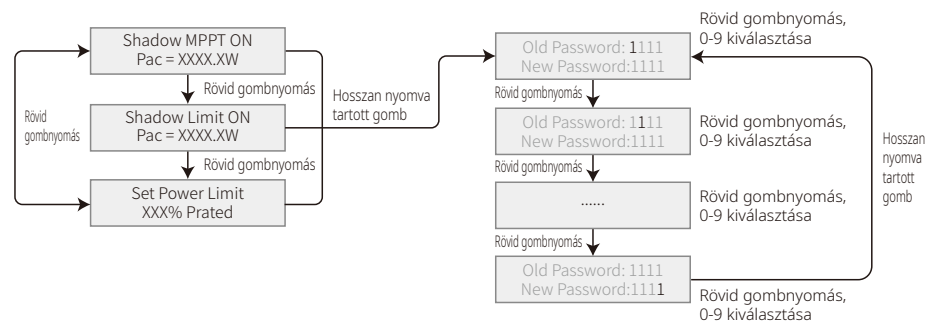 Shadow MPPT ON
Pac = XXXX.XW
Rövid gombnyomás
Rövid
gombnyomás
Shadow Limit ON
Pac = XXXX.XW
Rövid gombnyomás
Set Power Limit
XXX% Prated
Hosszan nyomva
tartott gomb
Rövid gombnyomás,
0-9 kiválasztása
Old Password: 1111
New Password:1111
Rövid gombnyomás
Old Password: 1111
New Password:1111
Rövid gombnyomás,
0-9 kiválasztása
Rövid gombnyomás
......
Rövid gombnyomás,
0-9 kiválasztása
Rövid gombnyomás
Old Password: 1111
New Password:1111
Rövid gombnyomás,
0-9 kiválasztása
Hosszan
nyomva
tartott
gomb